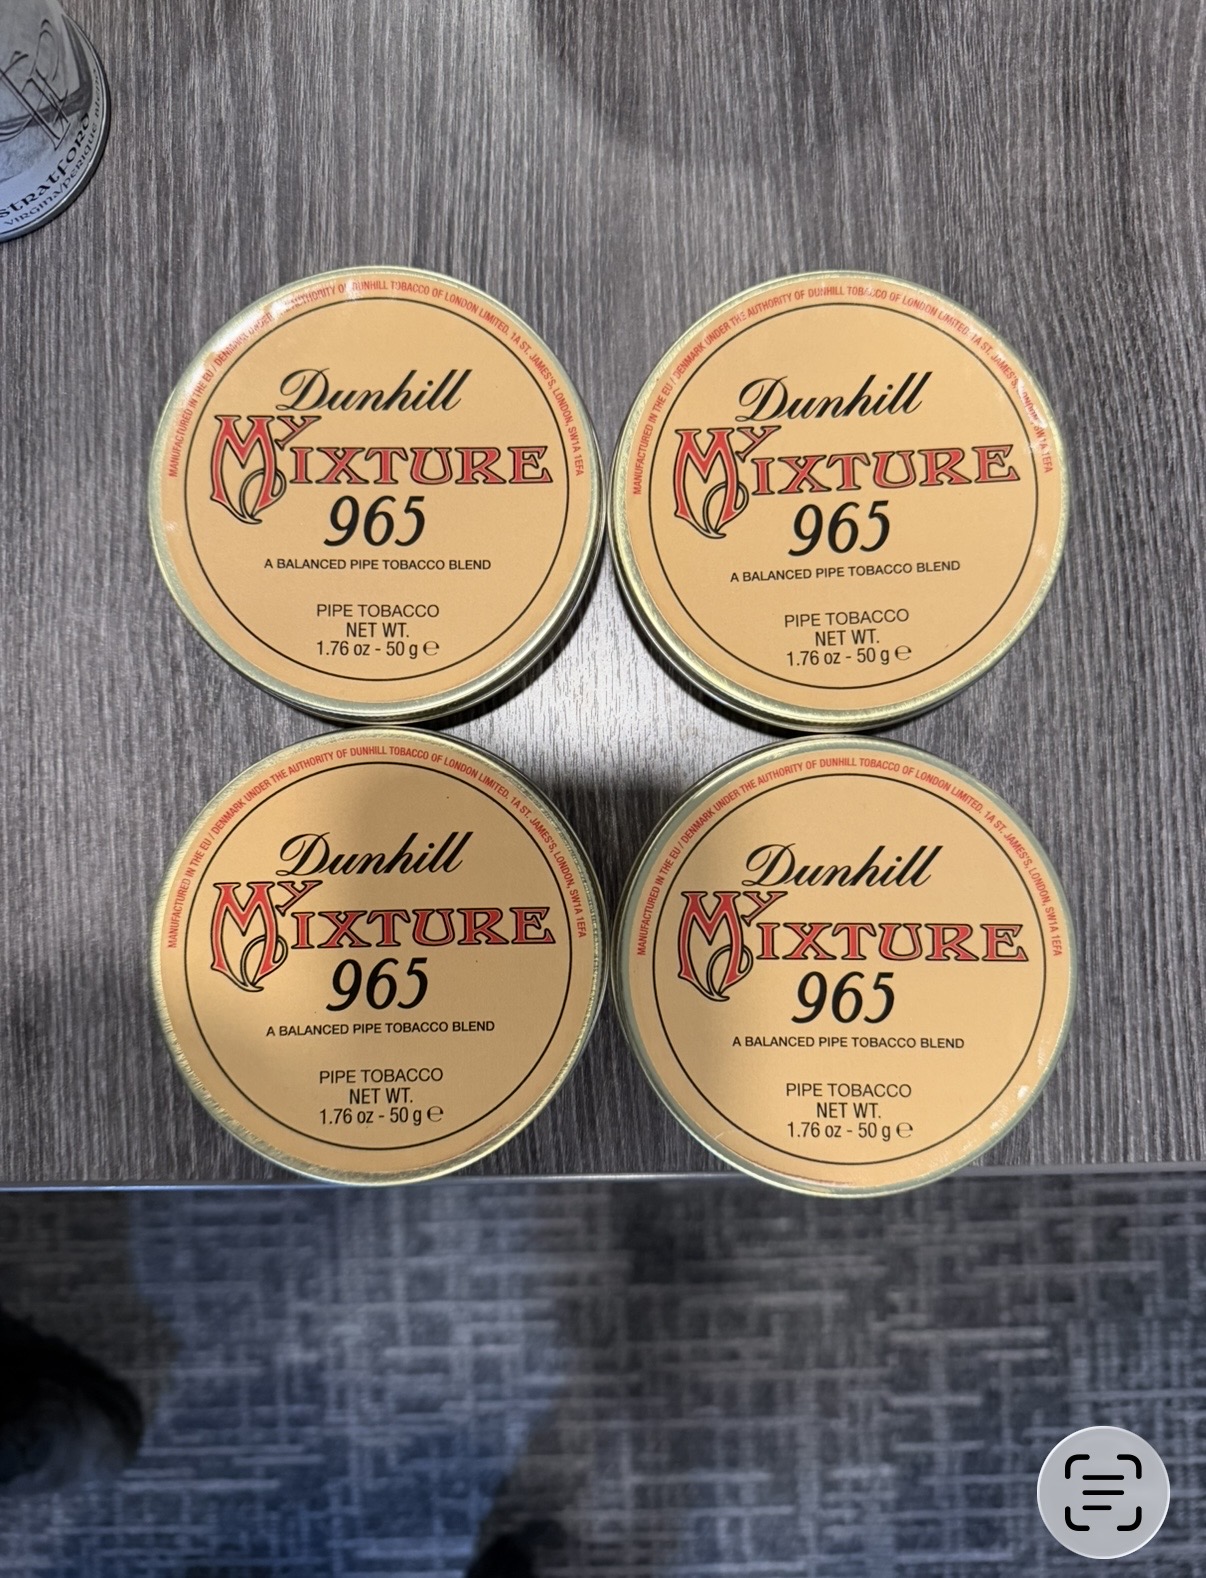 STRATFORD
VIRGINIA/PERIQUE
MANUFACTURED IN THE EU / DENMARK UNDER THE AUTHORITY OF DUNHILL TOBACCO OF LONDON LIMITED. 1A ST. JAMES'S, LONDON, SW1A 1EFA
Dunhill
My MIXTURE
965
A BALANCED PIPE TOBACCO BLEND
PIPE TOBACCO
NET WT.
1.76 oz - 50 g ℮
MANUFACTURED IN THE EU / DENMARK UNDER THE AUTHORITY OF DUNHILL TOBACCO OF LONDON LIMITED. 1A ST. JAMES'S, LONDON, SW1A 1EFA
Dunhill
My MIXTURE
965
A BALANCED PIPE TOBACCO BLEND
PIPE TOBACCO
NET WT.
1.76 oz - 50 g ℮
MANUFACTURED IN THE EU / DENMARK UNDER THE AUTHORITY OF DUNHILL TOBACCO OF LONDON LIMITED. 1A ST. JAMES'S, LONDON, SW1A 1EFA
Dunhill
My MIXTURE
965
A BALANCED PIPE TOBACCO BLEND
PIPE TOBACCO
NET WT.
1.76 oz - 50 g ℮
MANUFACTURED IN THE EU / DENMARK UNDER THE AUTHORITY OF DUNHILL TOBACCO OF LONDON LIMITED. 1A ST. JAMES'S, LONDON, SW1A 1EFA
Dunhill
My MIXTURE
965
A BALANCED PIPE TOBACCO BLEND
PIPE TOBACCO
NET WT.
1.76 oz - 50 g ℮